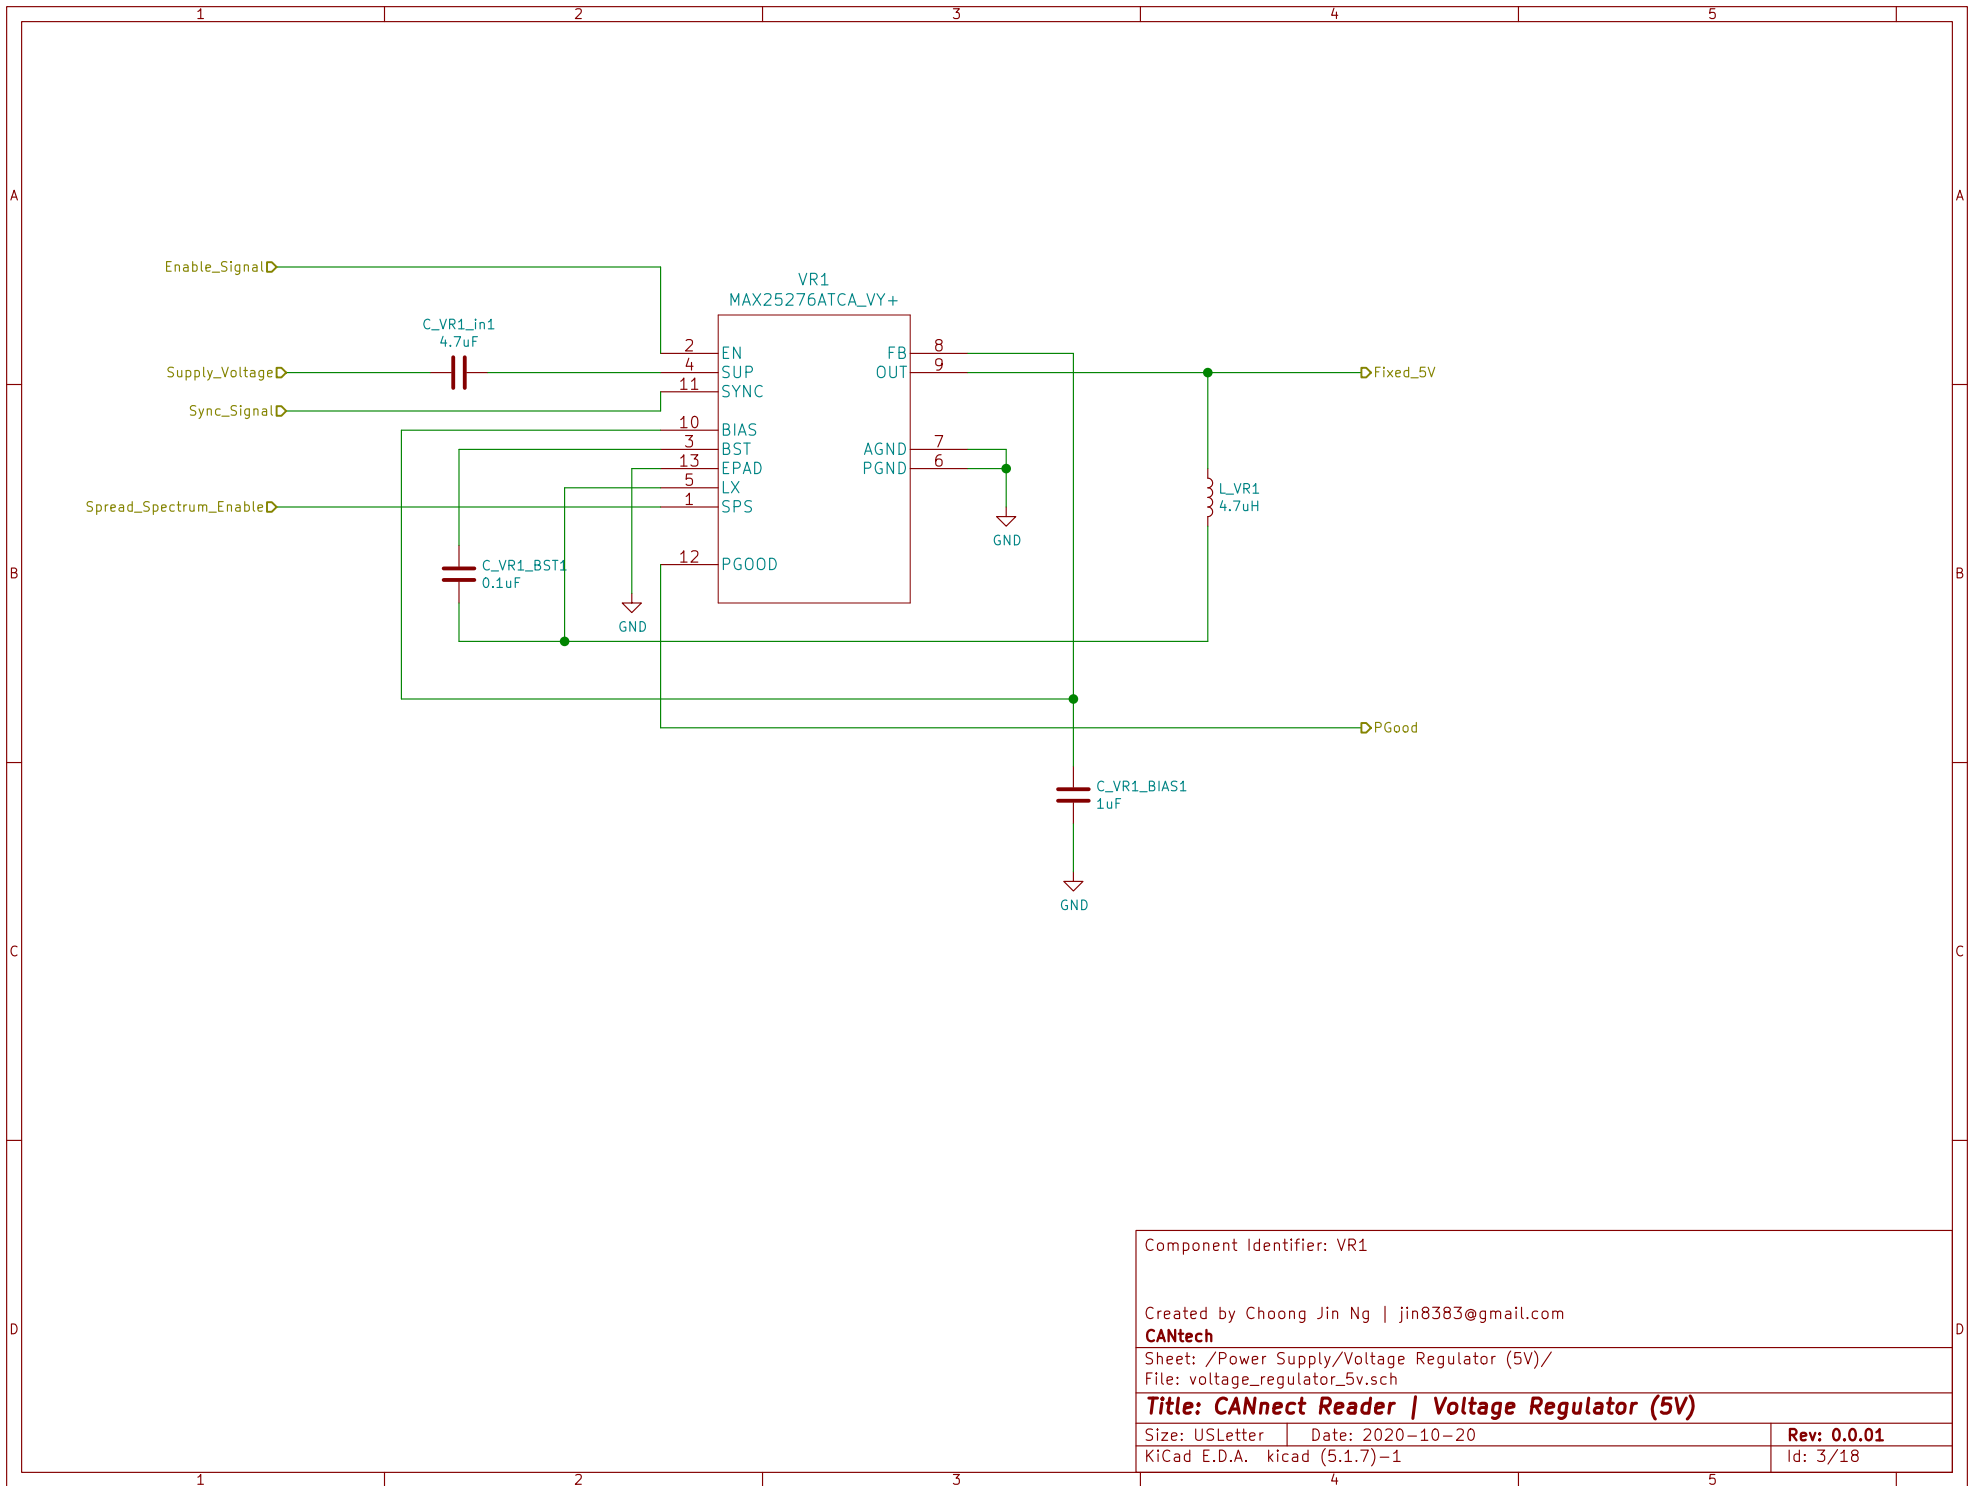 1 2 3 4 5
A A
Enable_Signal
VR1
MAX25276ATCA_VY+
C_VR1_in1
4.7uF
2 EN FB 8
Supply_Voltage 4 SUP OUT 9 Fixed_5V
11 SYNC
Sync_Signal
10 BIAS
3 BST AGND 7
13 EPAD PGND 6
5 LX L_VR1
Spread_Spectrum_Enable 1 SPS 4.7uH
GND
12 PGOOD
C_VR1_BST1
B B
0.1uF
GND
PGood
C_VR1_BIAS1
1uF
GND
C C
Component Identifier: VR1
Created by Choong Jin Ng | jin8383@gmail.com
D D
CANtech
Sheet: /Power Supply/Voltage Regulator (5V)/
File: voltage_regulator_5v.sch
Title: CANnect Reader | Voltage Regulator (5V)
Size: USLetter Date: 2020-10-20 Rev: 0.0.01
KiCad E.D.A. kicad (5.1.7)-1 Id: 3/18
1 2 3 4 5